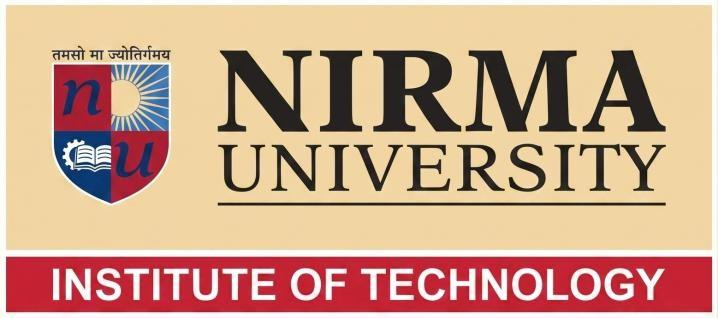 तमसो मा ज्योतिर्गमय
n
u
NIRMA
UNIVERSITY
INSTITUTE OF TECHNOLOGY